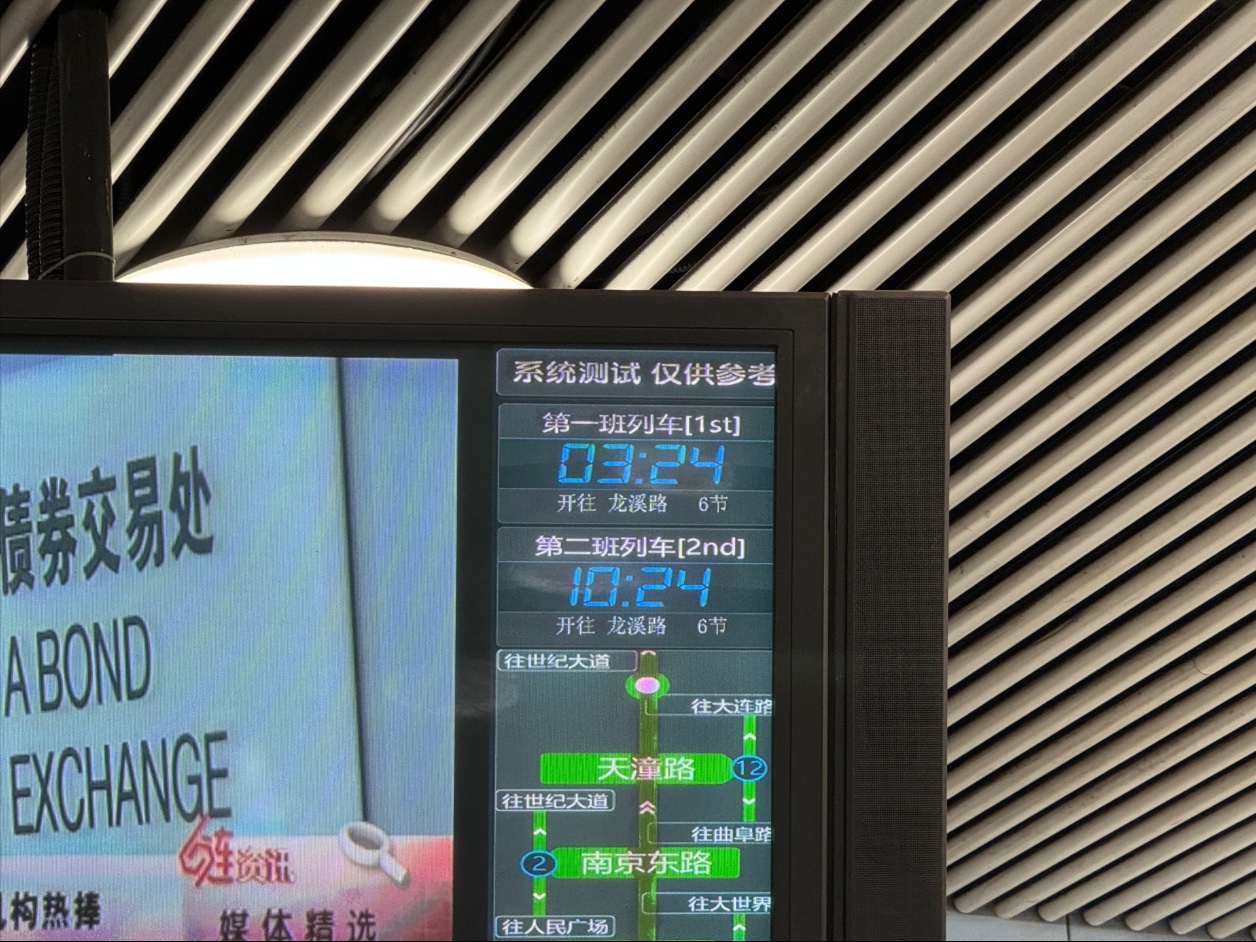 债券交易处
A BOND
EXCHANGE
资讯
构热捧
媒体精选
系统测试 仅供参考
第一班列车[1st]
03:24
开往 龙溪路 6节
第二班列车[2nd]
10:24
开往 龙溪路 6节
往世纪大道
往大连路
天潼路 12
往世纪大道
往曲阜路
2 南京东路
往大世界
往人民广场